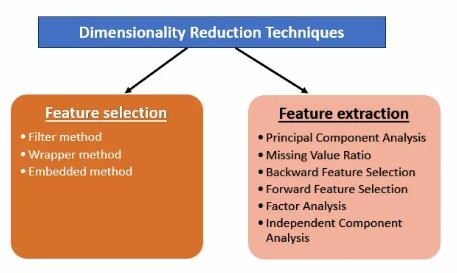 Dimensionality Reduction Techniques
Feature selection
• Filter method
• Wrapper method
• Embedded method
Feature extraction
• Principal Component Analysis
• Missing Value Ratio
• Backward Feature Selection
• Forward Feature Selection
• Factor Analysis
• Independent Component
Analysis